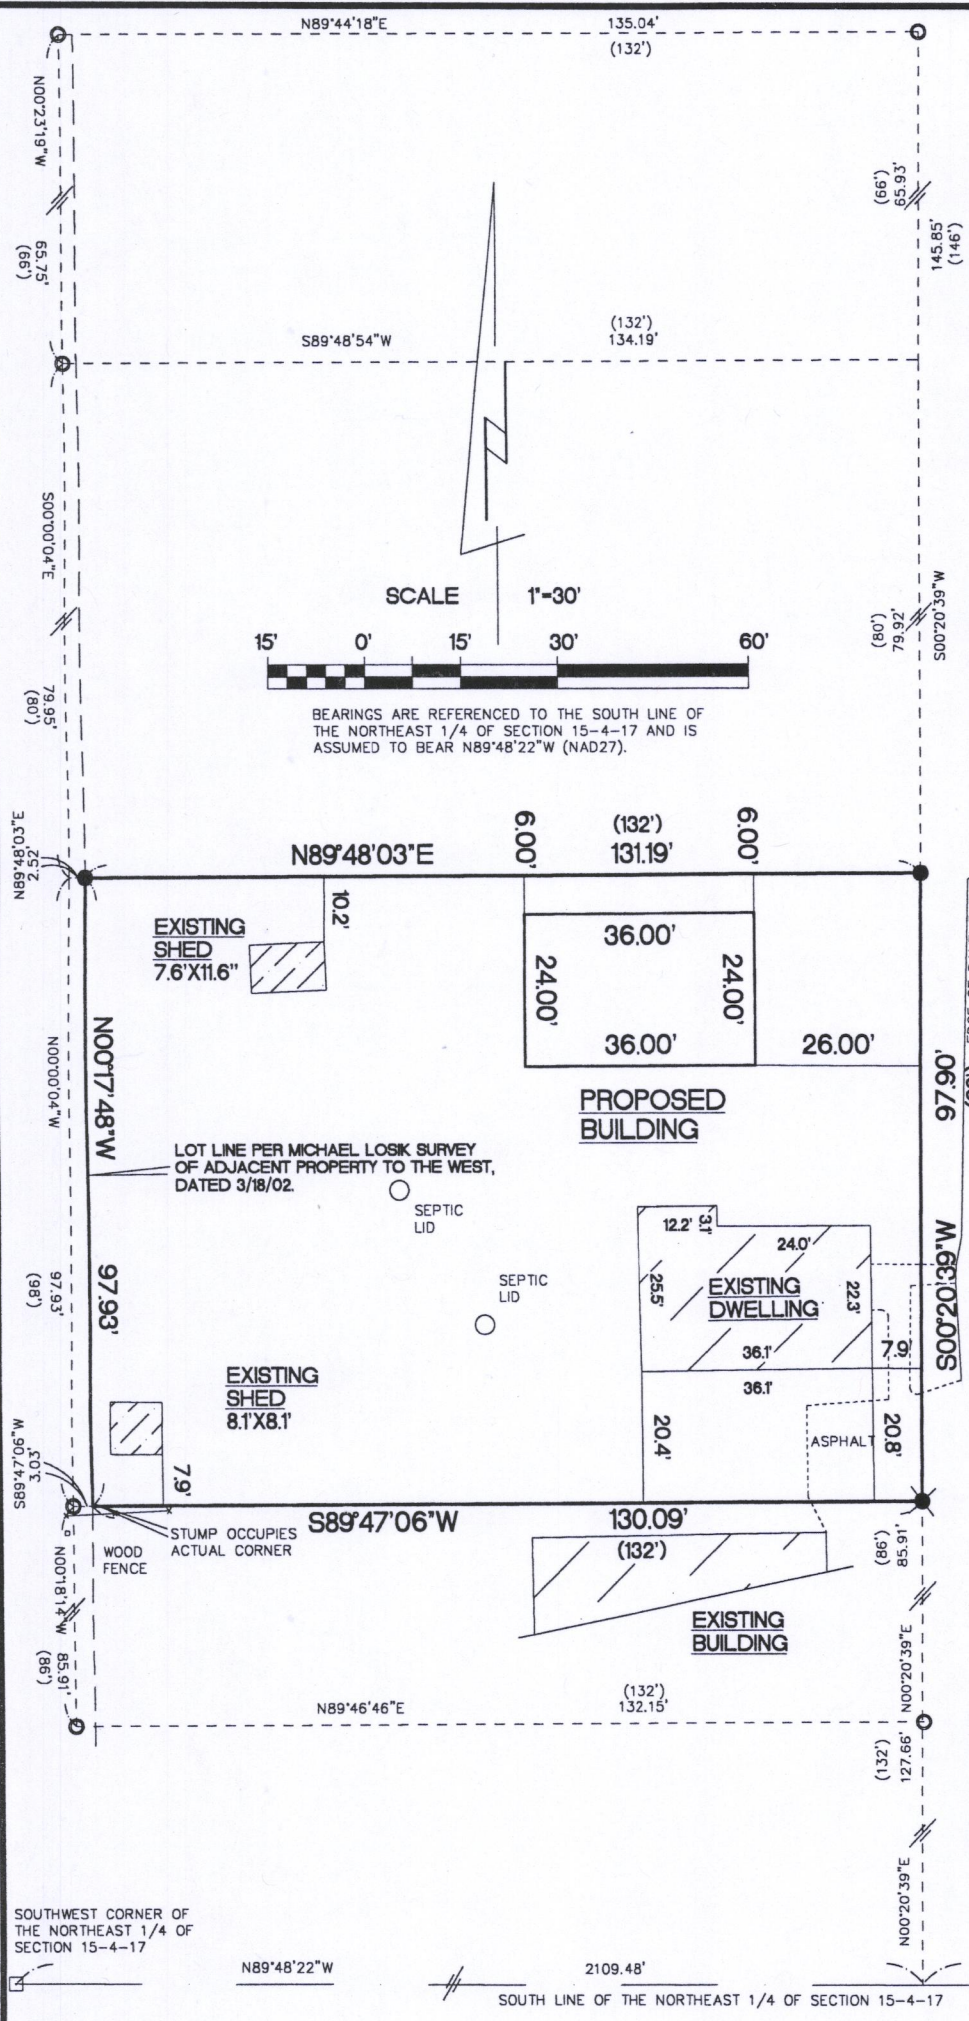 N89°44'18"E
135.04'
(132')
N00°23'19"W
65.75'
(66')
(66')
65.93'
145.85'
(146')
S89°48'54"W
(132')
134.19'
S00°00'04"E
79.95'
(80')
(80')
79.92'
S00°20'39"W
SCALE 1"=30'
15' 0' 15' 30' 60'
BEARINGS ARE REFERENCED TO THE SOUTH LINE OF
THE NORTHEAST 1/4 OF SECTION 15-4-17 AND IS
ASSUMED TO BEAR N89°48'22"W (NAD27).
N89°48'03"E
2.52'
N89°48'03"E
6.00'
(132')
131.19'
6.00'
10.2'
EXISTING
SHED
7.6'X11.6"
36.00'
24.00'
24.00'
36.00'
26.00'
97.90'
S00°20'39"W
PROPOSED
BUILDING
N00°17'48"W
97.93'
N00°00'04"W
97.93'
(98')
LOT LINE PER MICHAEL LOSIK SURVEY
OF ADJACENT PROPERTY TO THE WEST,
DATED 3/18/02.
SEPTIC
LID
12.2'
3.1'
24.0'
25.5'
EXISTING
DWELLING
22.3'
36.1'
7.9'
36.1'
SEPTIC
LID
EXISTING
SHED
8.1'X8.1'
20.4'
ASPHALT
20.8'
7.9'
S89°47'06"W
3.03'
S89°47'06"W
130.09'
(132')
STUMP OCCUPIES
ACTUAL CORNER
WOOD
FENCE
N00°18'14"W
85.91'
(86')
(86')
85.91'
EXISTING
BUILDING
N00°20'39"E
N89°46'46"E
(132')
132.15'
(132')
127.66'
N00°20'39"E
SOUTHWEST CORNER OF
THE NORTHEAST 1/4 OF
SECTION 15-4-17
N89°48'22"W
2109.48'
SOUTH LINE OF THE NORTHEAST 1/4 OF SECTION 15-4-17